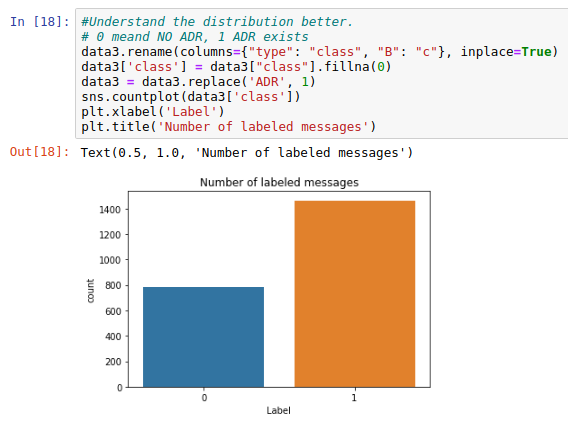 In [18]: #Understand the distribution better.
# 0 meand NO ADR, 1 ADR exists
data3.rename(columns={"type": "class", "B": "c"}, inplace=True)
data3['class'] = data3["class"].fillna(0)
data3 = data3.replace('ADR', 1)
sns.countplot(data3['class'])
plt.xlabel('Label')
plt.title('Number of labeled messages')
Out[18]: Text(0.5, 1.0, 'Number of labeled messages')
Number of labeled messages
1400
1200
1000
800
600
400
200
0
count
0 1
Label